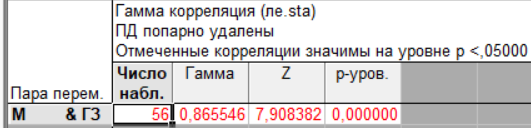 Гамма корреляция (ле.sta)
ПД попарно удалены
Отмеченные корреляции значимы на уровне p <,05000
Пара перем. Число набл. Гамма Z p-уров.
М & ГЗ 56 0,865546 7,908382 0,000000